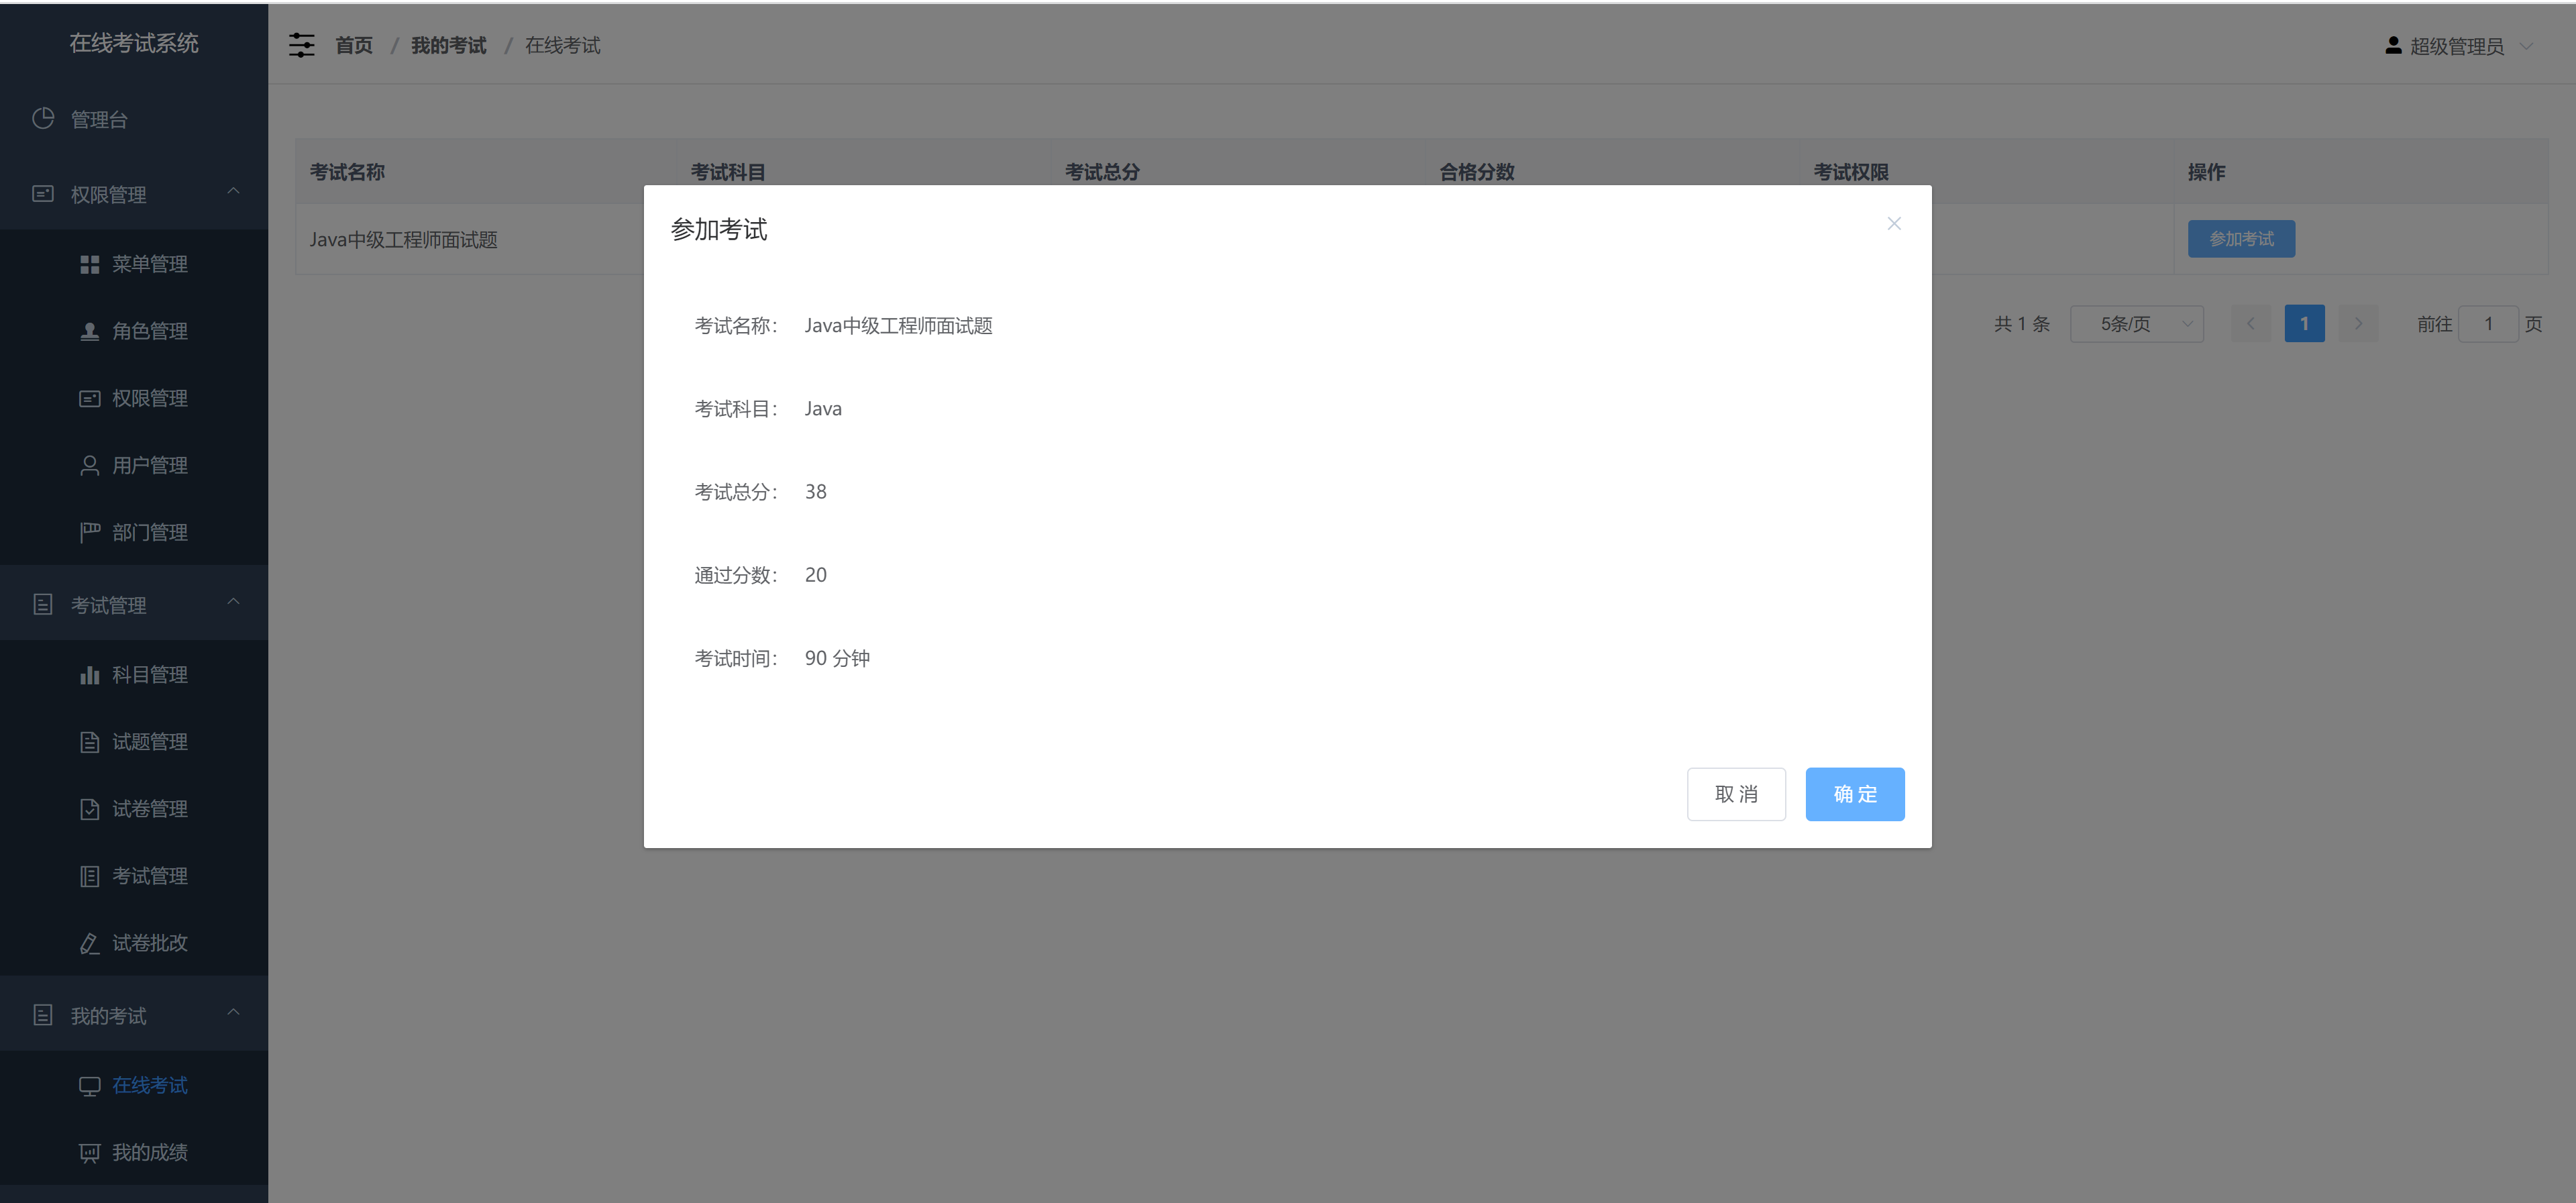 在线考试系统
首页 / 我的考试 / 在线考试
超级管理员
管理台
权限管理
菜单管理
角色管理
权限管理
用户管理
部门管理
考试管理
科目管理
试题管理
试卷管理
考试管理
试卷批改
我的考试
在线考试
我的成绩
考试名称 考试科目 考试总分 合格分数 考试权限 操作
Java中级工程师面试题 参加考试
共 1 条 5条/页 1 前往 1 页
参加考试
考试名称： Java中级工程师面试题
考试科目： Java
考试总分： 38
通过分数： 20
考试时间： 90 分钟
取 消 确 定